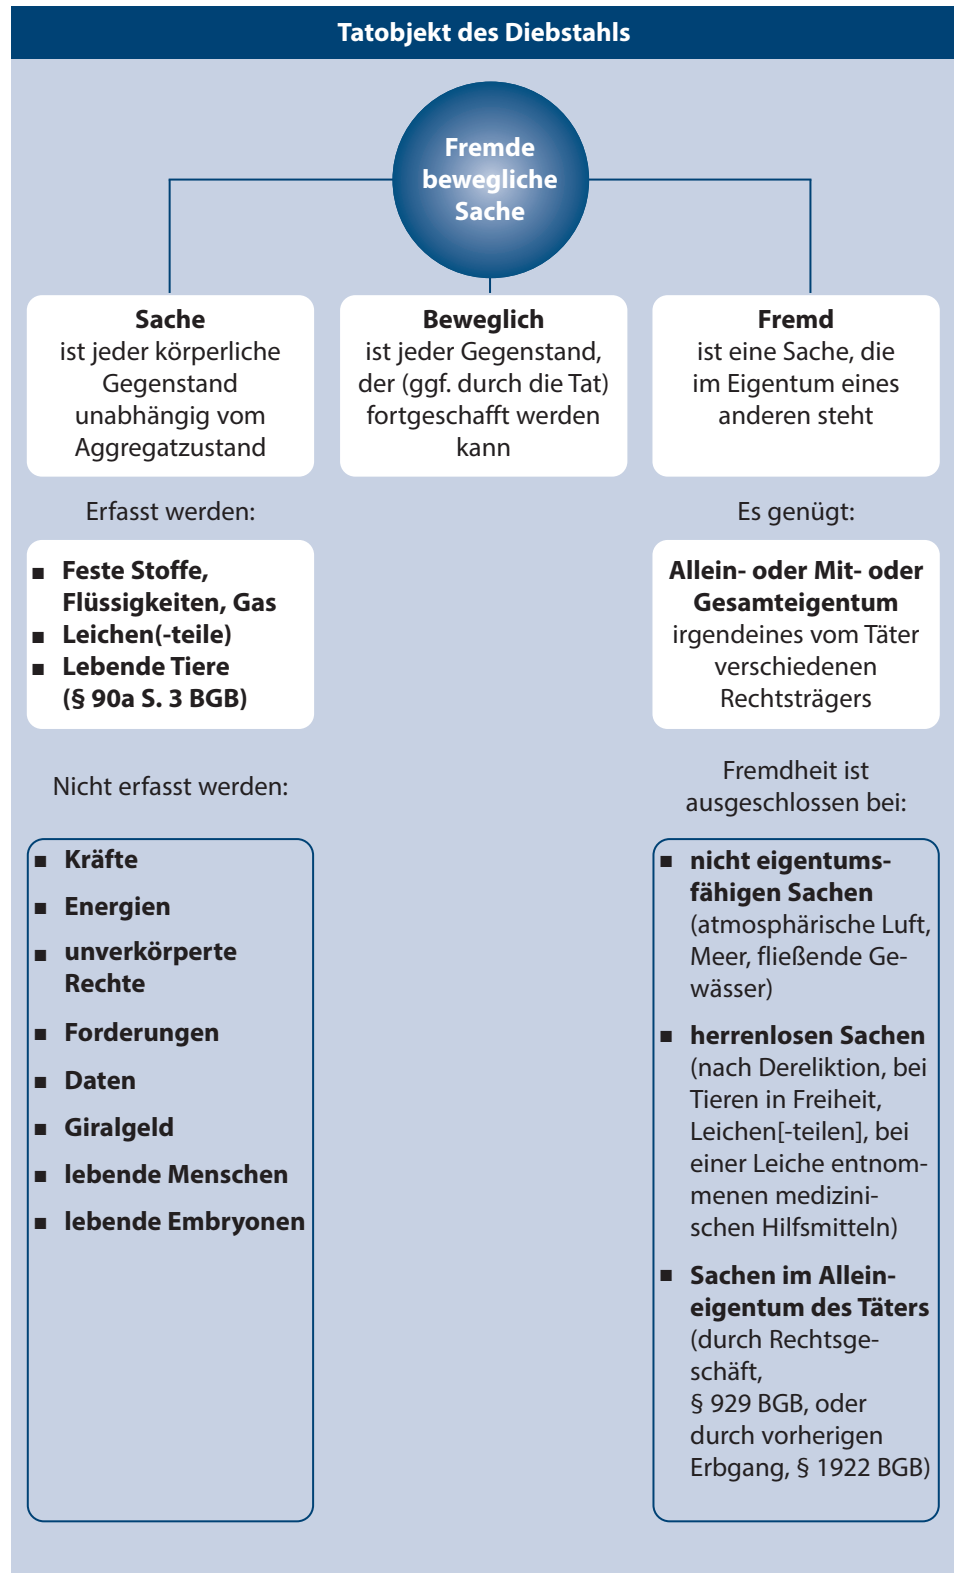 Tatobjekt des Diebstahls
Fremde
bewegliche
Sache
Sache
ist jeder körperliche
Gegenstand
unabhängig vom
Aggregatzustand
Erfasst werden:
■ Feste Stoffe,
Flüssigkeiten, Gas
■ Leichen(-teile)
■ Lebende Tiere
(§ 90a S. 3 BGB)
Nicht erfasst werden:
■ Kräfte
■ Energien
■ unverkörperte
Rechte
■ Forderungen
■ Daten
■ Giralgeld
■ lebende Menschen
■ lebende Embryonen
Beweglich
ist jeder Gegenstand,
der (ggf. durch die Tat)
fortgeschafft werden
kann
Fremd
ist eine Sache, die
im Eigentum eines
anderen steht
Es genügt:
Allein- oder Mit- oder
Gesamteigentum
irgendeines vom Täter
verschiedenen
Rechtsträgers
Fremdheit ist
ausgeschlossen bei:
■ nicht eigentums-
fähigen Sachen
(atmosphärische Luft,
Meer, fließende Ge-
wässer)
■ herrenlosen Sachen
(nach Dereliktion, bei
Tieren in Freiheit,
Leichen[-teilen], bei
einer Leiche entnom-
menen medizini-
schen Hilfsmitteln)
■ Sachen im Allein-
eigentum des Täters
(durch Rechtsge-
schäft,
§ 929 BGB, oder
durch vorherigen
Erbgang, § 1922 BGB)